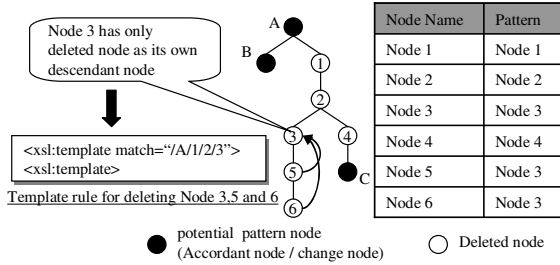 Node 3 has only
deleted node as its own
descendant node
<xsl:template match=“/A/1/2/3”>
<xsl:template>
Template rule for deleting Node 3,5 and 6
A
B
1
2
3
4
5
C
6
Node Name Pattern
Node 1 Node 1
Node 2 Node 2
Node 3 Node 3
Node 4 Node 4
Node 5 Node 3
Node 6 Node 3
potential pattern node
(Accordant node / change node)
Deleted node